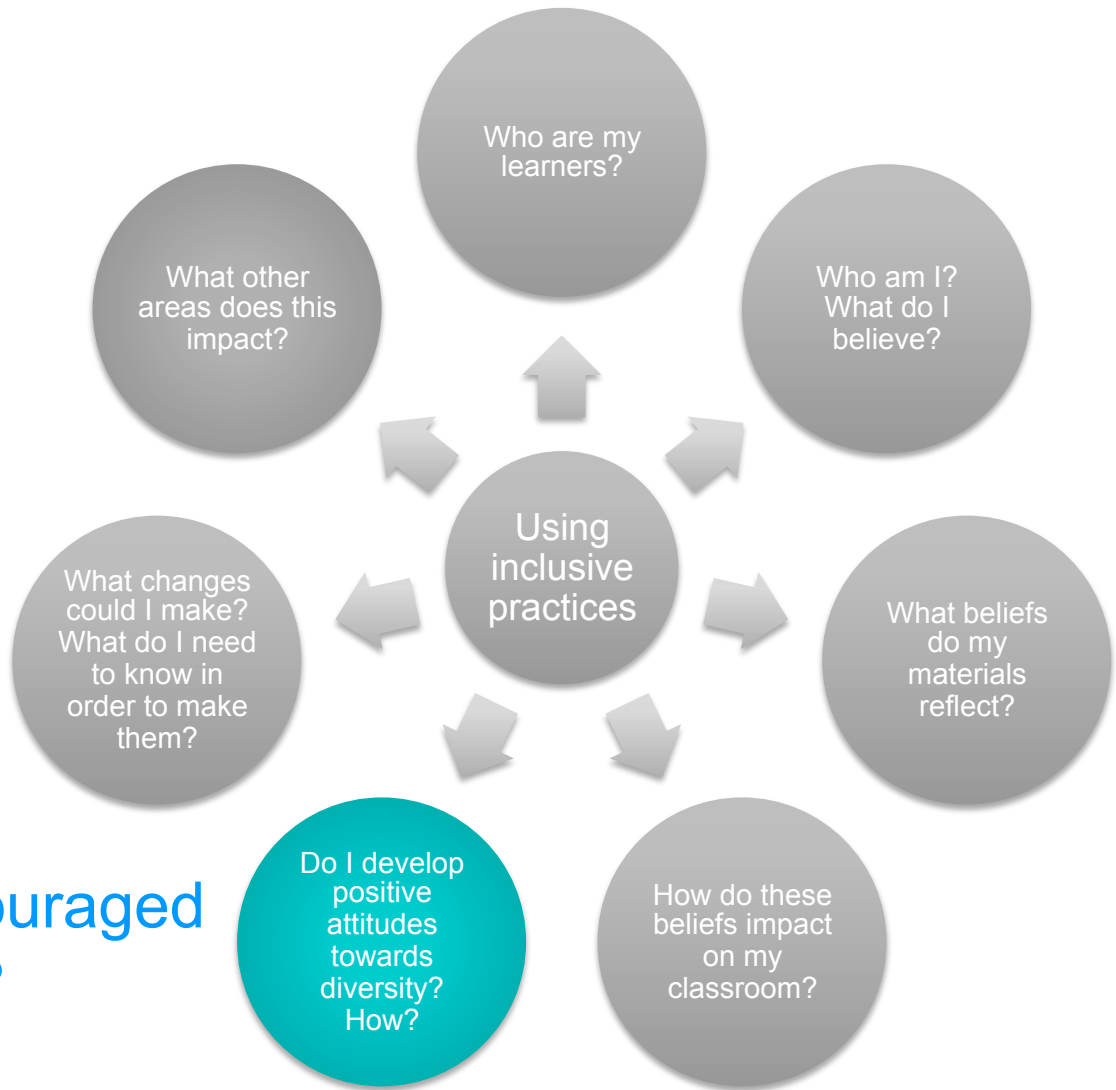 Who are my
learners?
Who am I?
What do I
believe?
What beliefs
do my
materials
reflect?
How do these
beliefs impact
on my
classroom?
Do I develop
positive
attitudes
towards
diversity?
How?
What changes
could I make?
What do I need
to know in
order to make
them?
What other
areas does this
impact?
Using
inclusive
practices